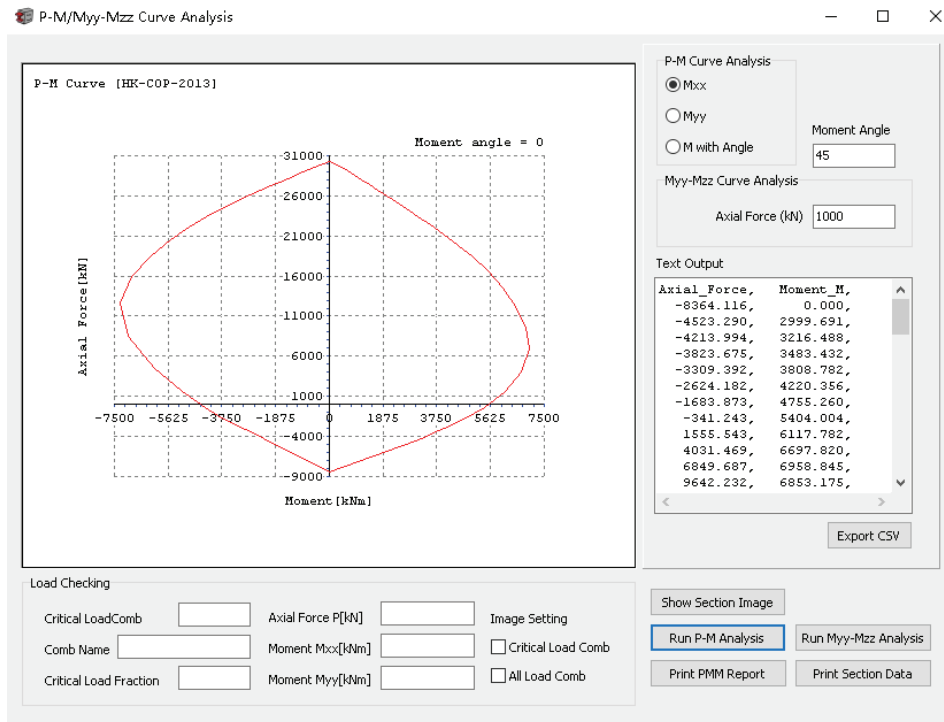 P-M/Myy-Mzz Curve Analysis
P-M Curve [HK-COP-2013]
Moment angle = 0
31000
26000
21000
16000
11000
6000
1000
-4000
-9000
-7500 -5625 -3750 -1875 0 1875 3750 5625 7500
Axial Force[kN]
Moment[kNm]
P-M Curve Analysis
Mxx
Myy
M with Angle
Moment Angle
45
Myy-Mzz Curve Analysis
Axial Force (kN) 1000
Text Output
Axial_Force, Moment_M,
-8364.116, 0.000,
-4523.290, 2999.691,
-4213.994, 3216.488,
-3823.675, 3483.432,
-3309.392, 3808.782,
-2624.182, 4220.356,
-1683.873, 4755.260,
-341.243, 5404.004,
1555.543, 6117.782,
4031.469, 6697.820,
6849.687, 6958.845,
9642.232, 6853.175,
Export CSV
Load Checking
Critical LoadComb
Comb Name
Critical Load Fraction
Axial Force P[kN]
Moment Mxx[kNm]
Moment Myy[kNm]
Image Setting
Critical Load Comb
All Load Comb
Show Section Image
Run P-M Analysis Run Myy-Mzz Analysis
Print PMM Report Print Section Data